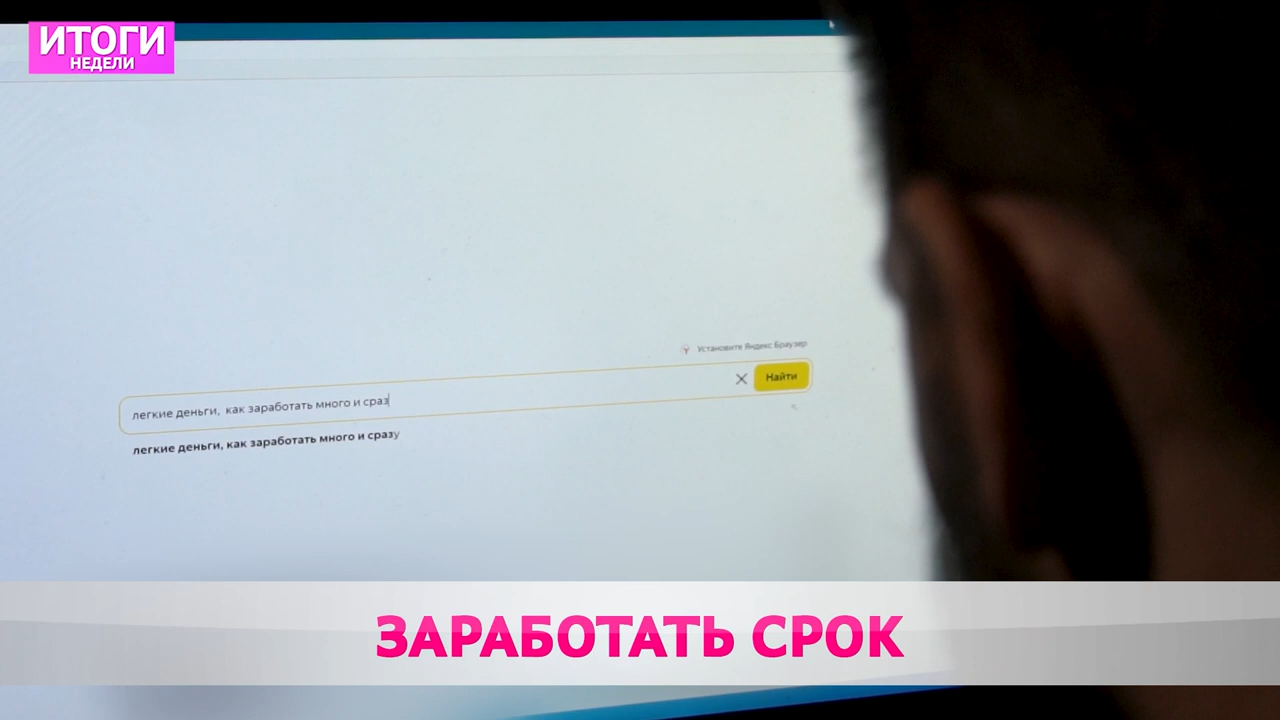 ИТОГИ
НЕДЕЛИ
Установите Яндекс Браузер
легкие деньги,  как заработать много и сраз
Найти
легкие деньги, как заработать много и сразу
ЗАРАБОТАТЬ СРОК